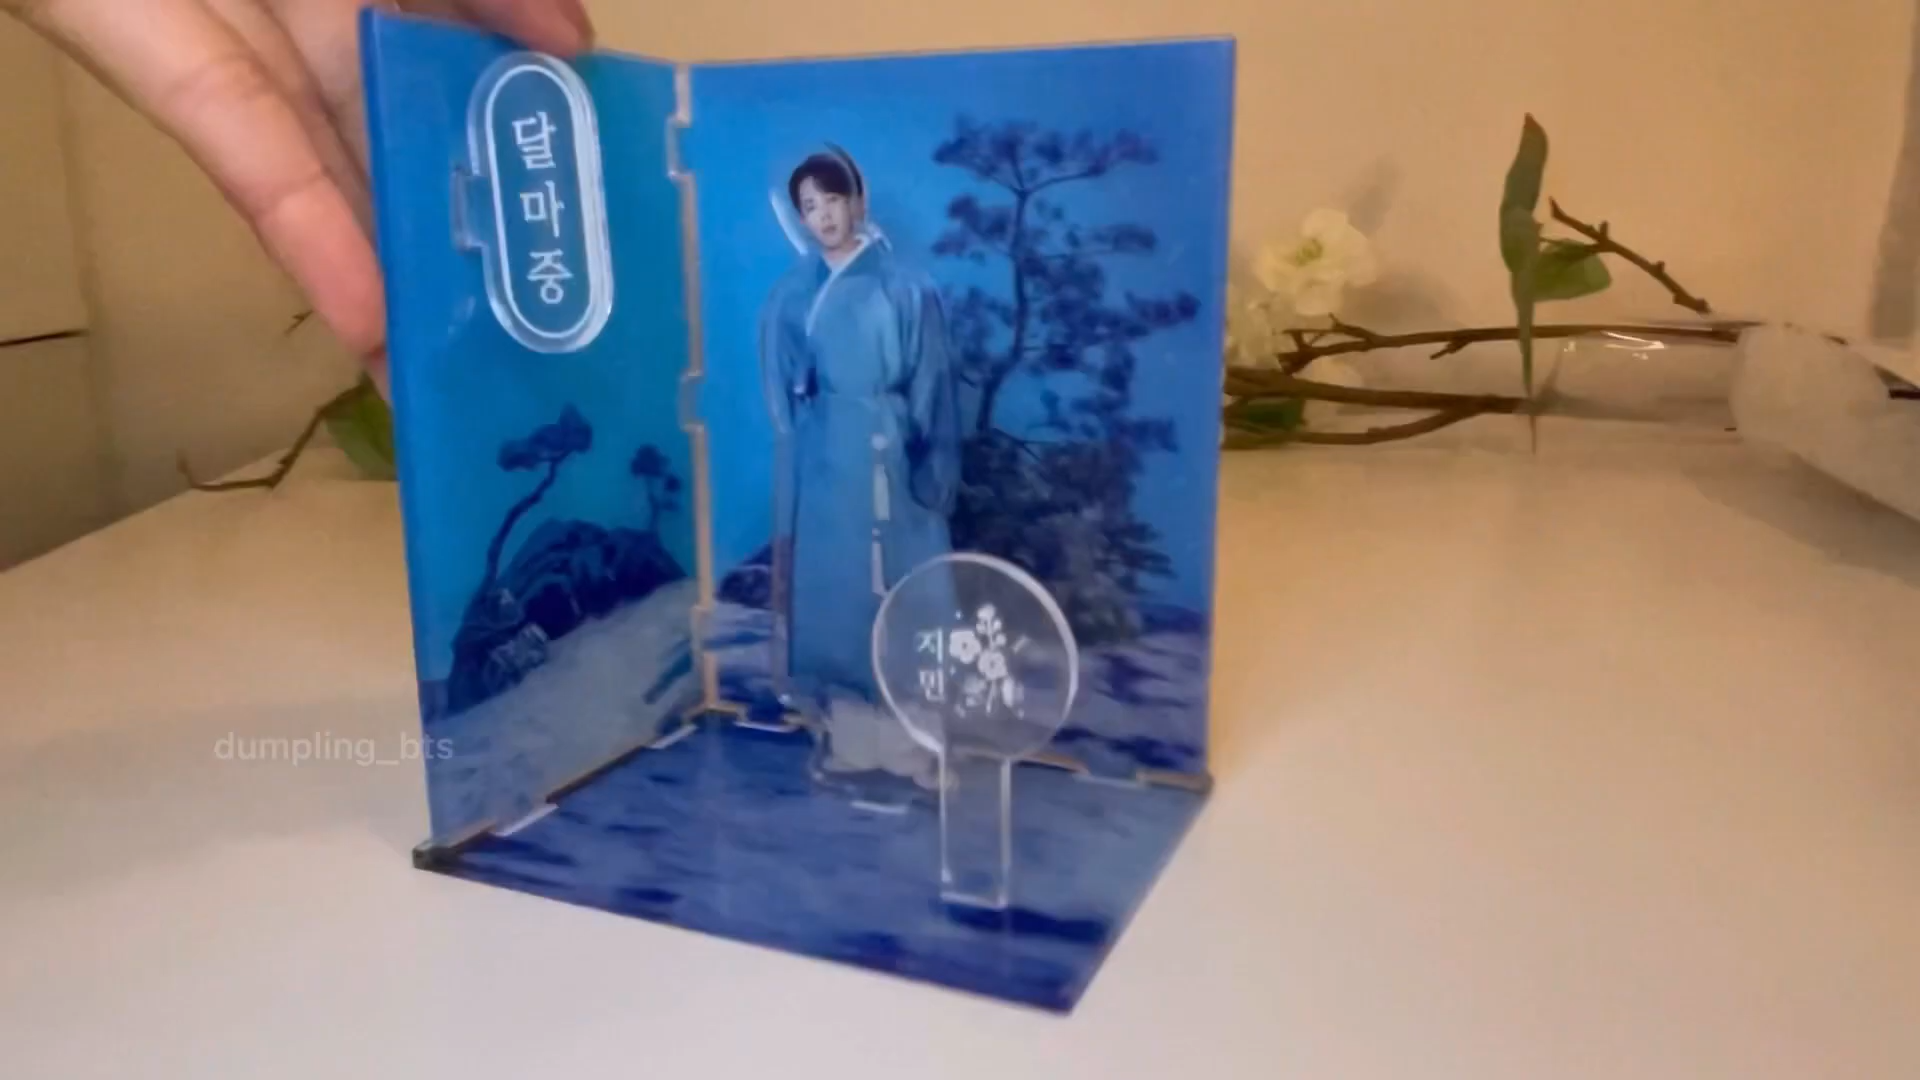 달
마
중
지
민
dumpling_bts